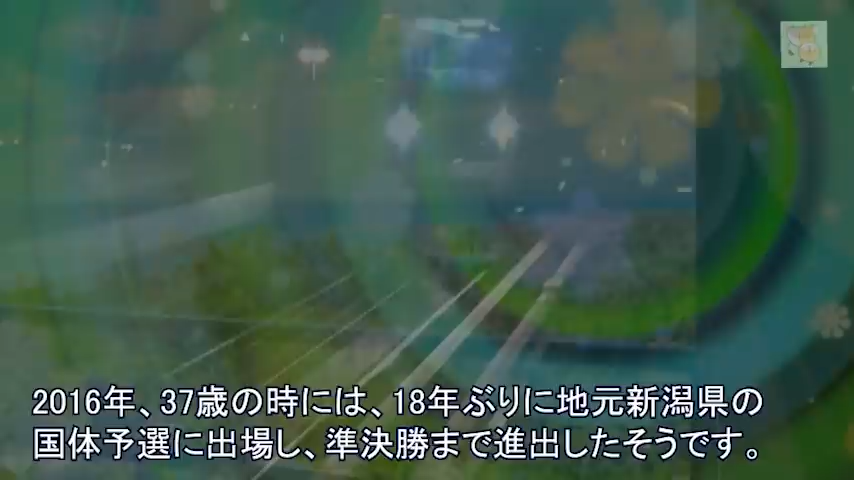 2016年、37歳の時には、18年ぶりに地元新潟県の
国体予選に出場し、準決勝まで進出したそうです。